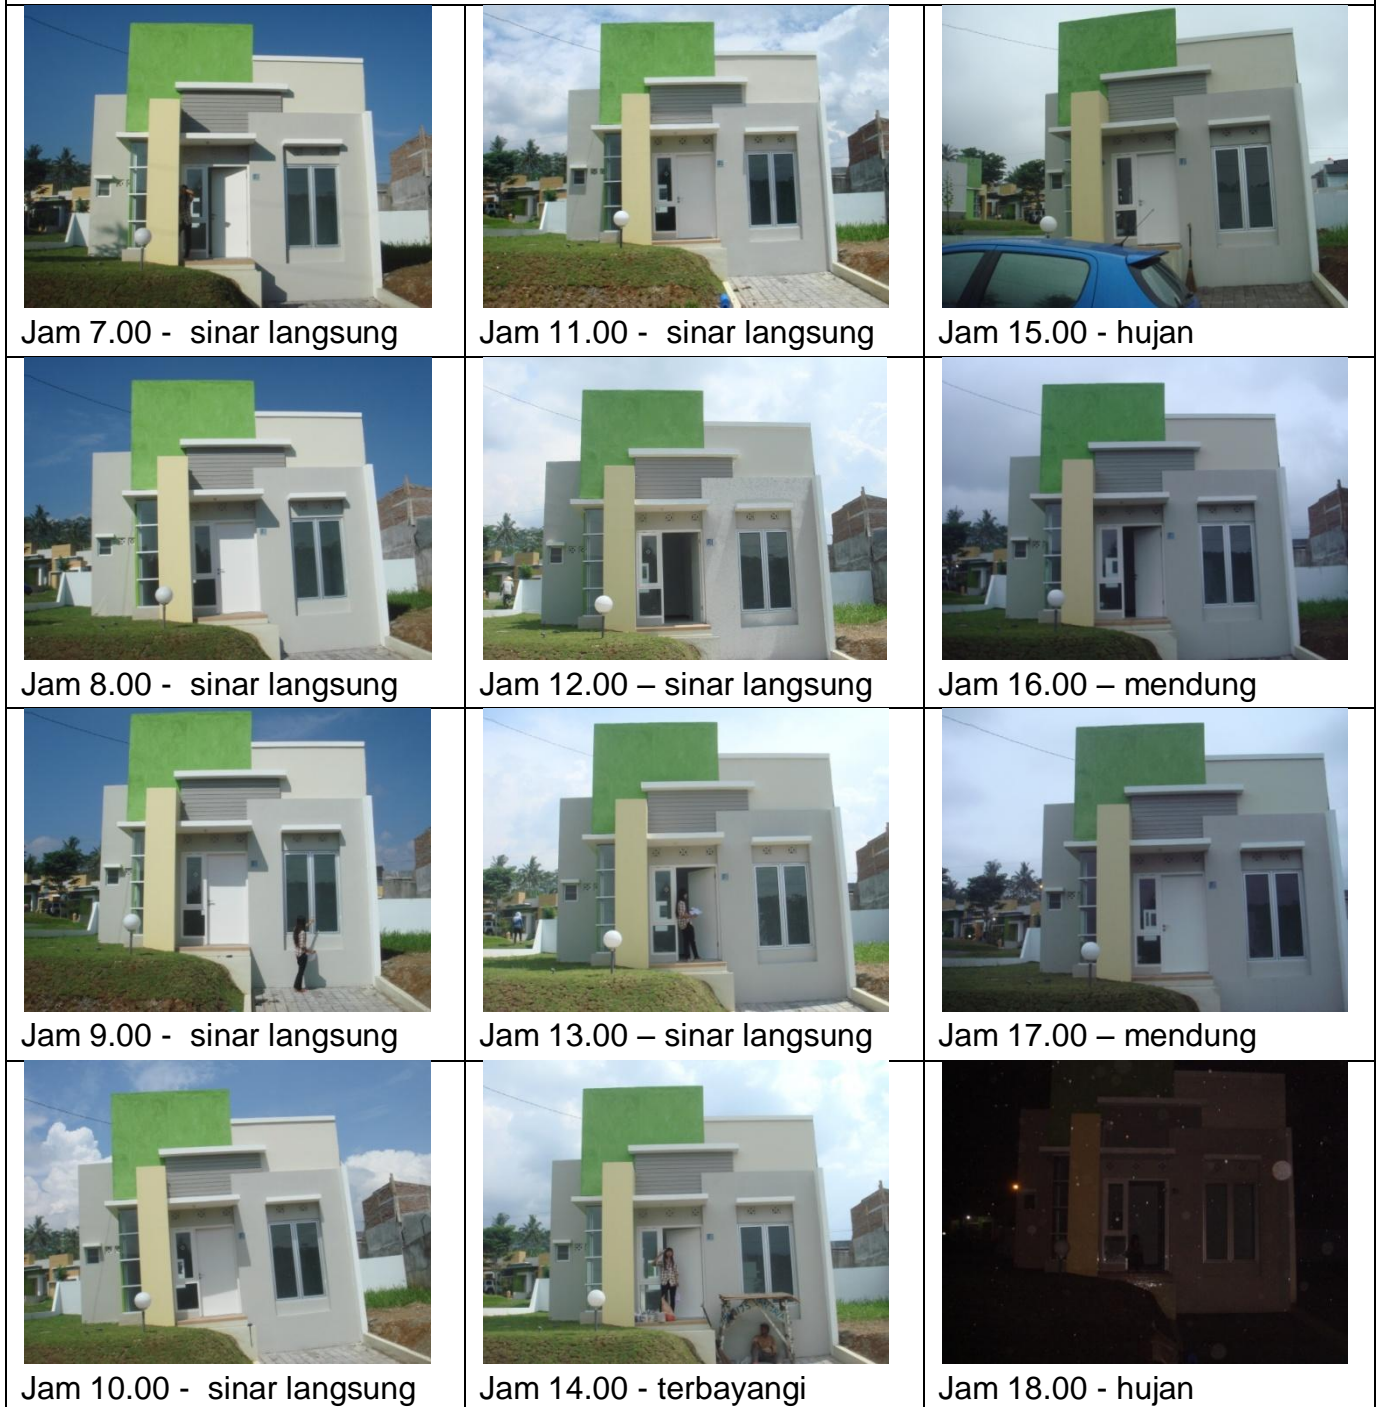 Jam 7.00 -  sinar langsung
Jam 11.00 -  sinar langsung
Jam 15.00 - hujan
Jam 8.00 -  sinar langsung
Jam 12.00 – sinar langsung
Jam 16.00 – mendung
Jam 9.00 -  sinar langsung
Jam 13.00 – sinar langsung
Jam 17.00 – mendung
Jam 10.00 -  sinar langsung
Jam 14.00 - terbayangi
Jam 18.00 - hujan